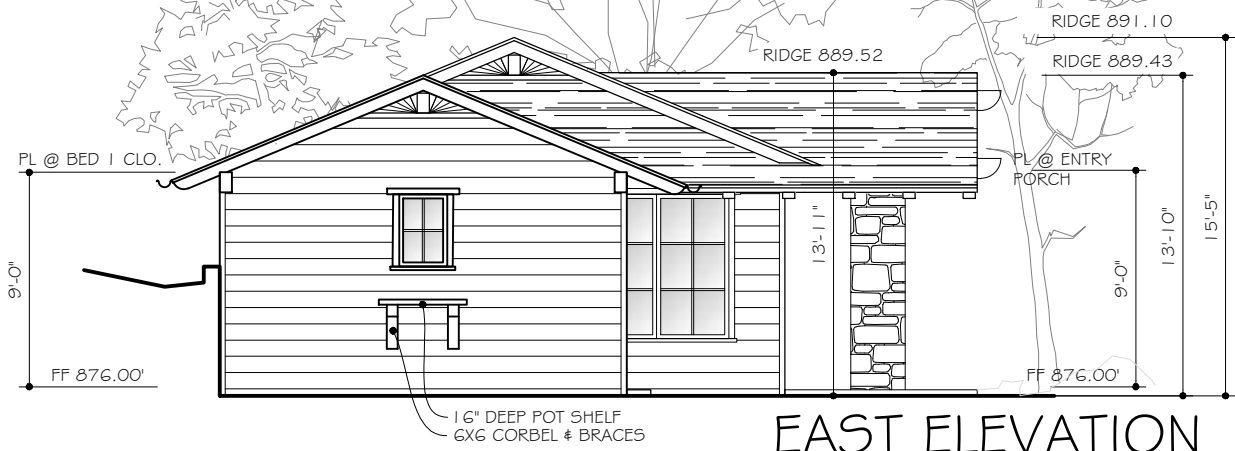 RIDGE 891.10
RIDGE 889.52
RIDGE 889.43
PL @ BED 1 CLO.
PL @ ENTRY
PORCH
9'-0"
13'-11"
9'-0"
13'-10"
15'-5"
FF 876.00'
FF 876.00'
16" DEEP POT SHELF
6X6 CORBEL & BRACES
EAST ELEVATION